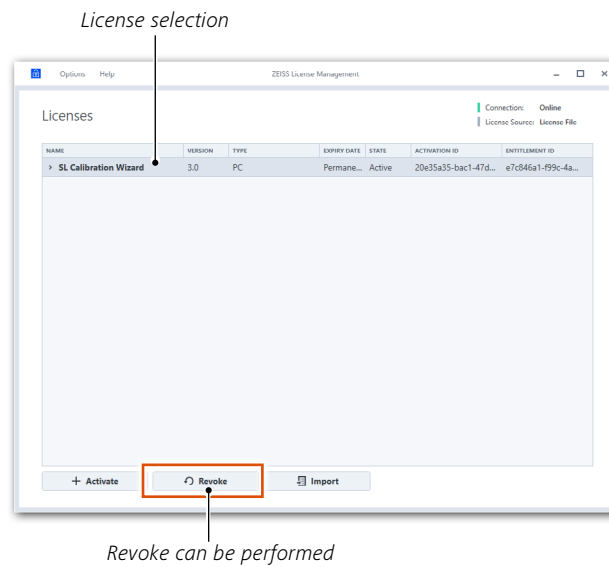 License selection
Options Help ZEISS License Management
Licenses
Connection: Online
License Source: License File
NAME VERSION TYPE EXPIRY DATE STATE ACTIVATION ID ENTITLEMENT ID
> SL Calibration Wizard 3.0 PC Permane... Active 20e35a35-bac1-47d... e7c846a1-f99c-4a...
+ Activate Revoke Import
Revoke can be performed